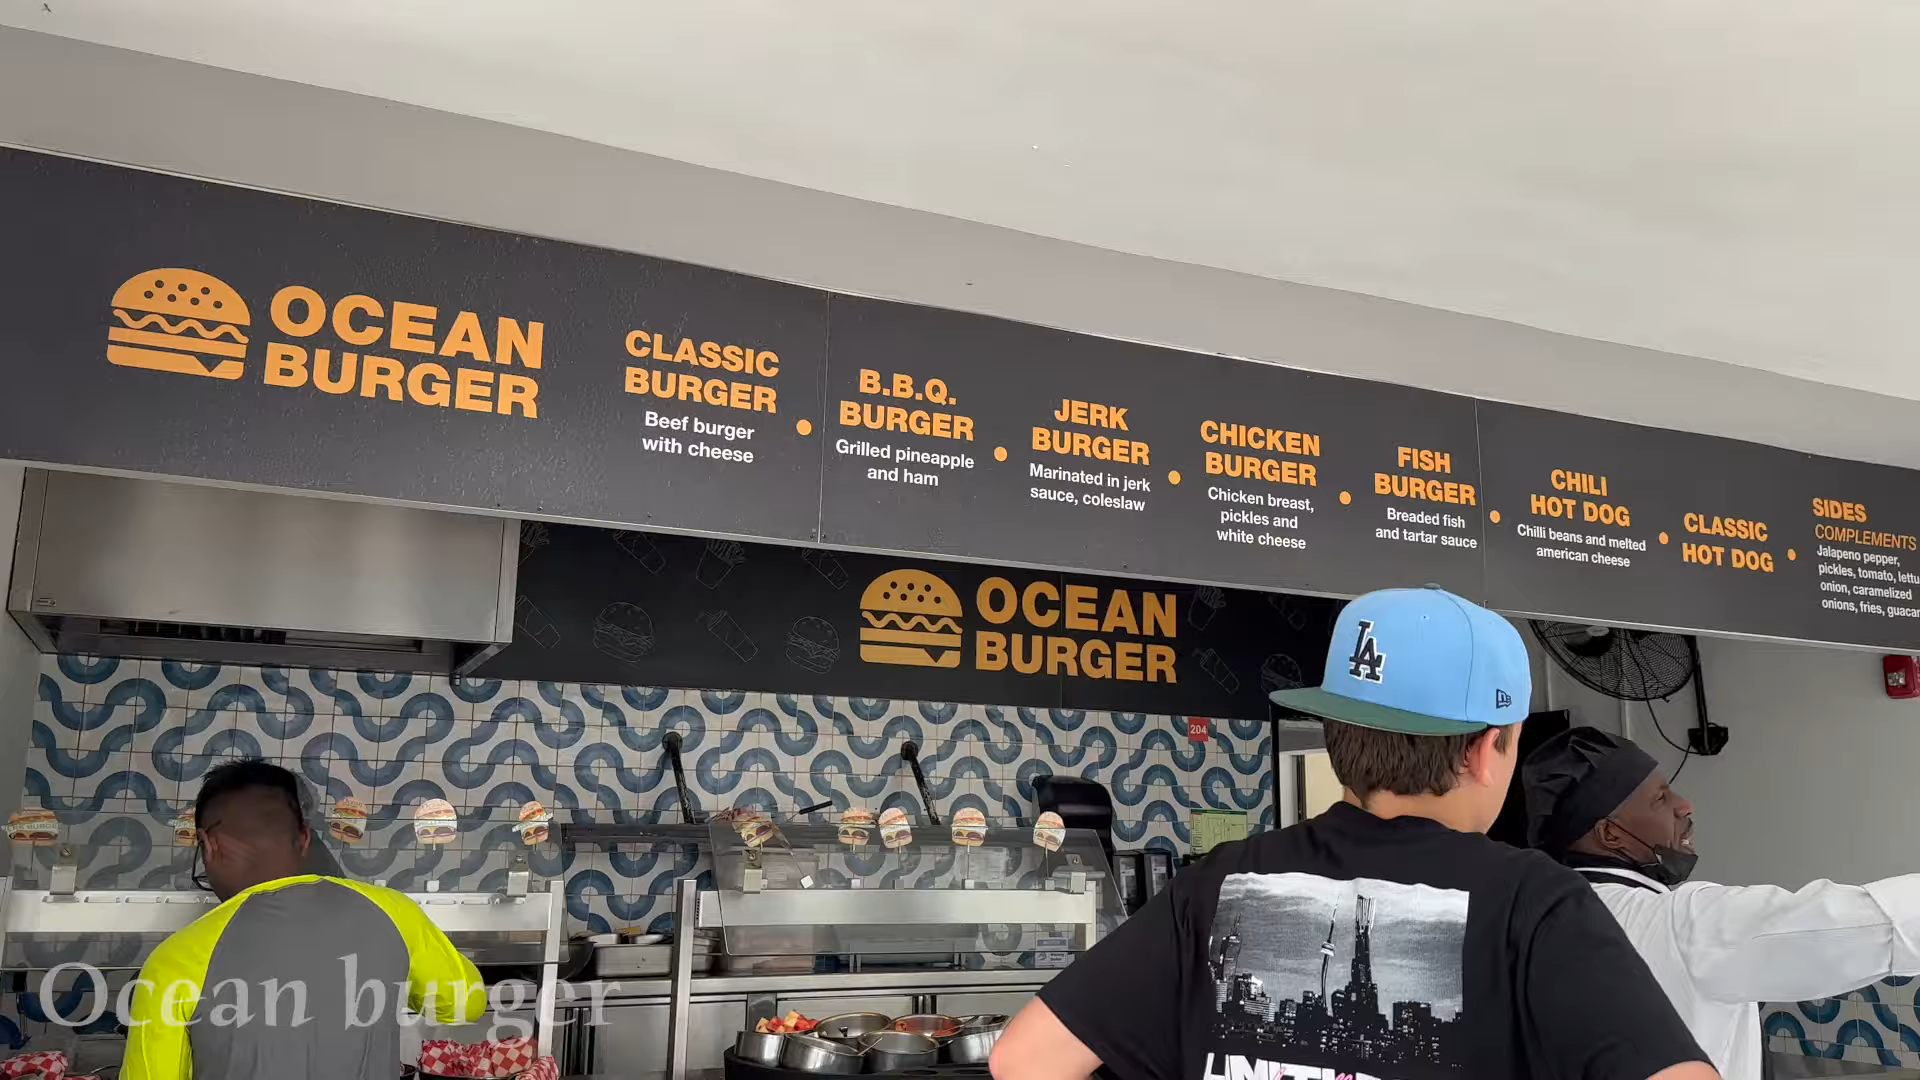 OCEAN
BURGER
CLASSIC
BURGER
Beef burger
with cheese
B.B.Q.
BURGER
Grilled pineapple
and ham
JERK
BURGER
Marinated in jerk
sauce, coleslaw
CHICKEN
BURGER
Chicken breast,
pickles and
white cheese
FISH
BURGER
Breaded fish
and tartar sauce
CHILI
HOT DOG
Chilli beans and melted
american cheese
CLASSIC
HOT DOG
SIDES
COMPLEMENTS
Jalapeno pepper,
pickles, tomato, lettu
onion, caramelized
onions, fries, guacam
OCEAN
BURGER
LA
204
Ocean burger